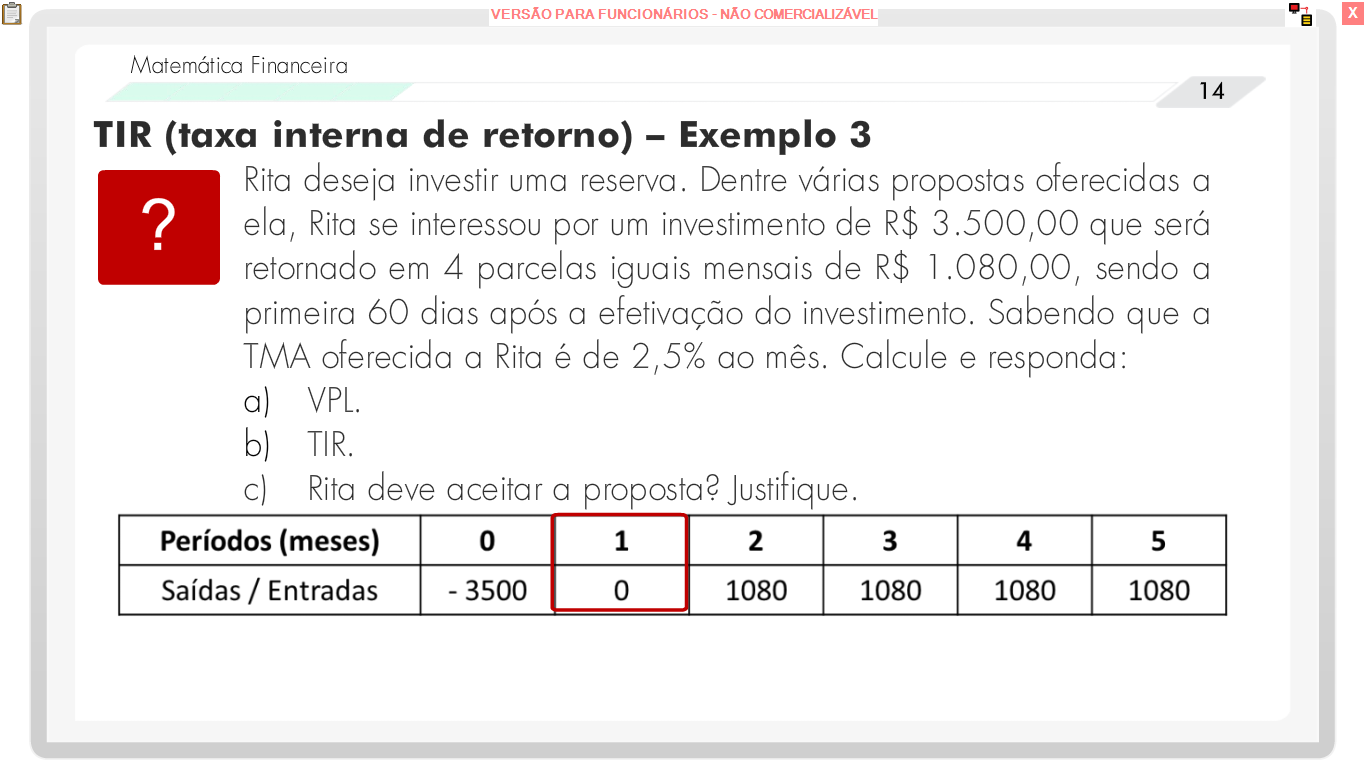 VERSÃO PARA FUNCIONÁRIOS - NÃO COMERCIALIZÁVEL
X
Matemática Financeira
14
TIR (taxa interna de retorno) – Exemplo 3
?
Rita deseja investir uma reserva. Dentre várias propostas oferecidas a
ela, Rita se interessou por um investimento de R$ 3.500,00 que será
retornado em 4 parcelas iguais mensais de R$ 1.080,00, sendo a
primeira 60 dias após a efetivação do investimento. Sabendo que a
TMA oferecida a Rita é de 2,5% ao mês. Calcule e responda:
a) VPL.
b) TIR.
c) Rita deve aceitar a proposta? Justifique.
Períodos (meses) 0 1 2 3 4 5
Saídas / Entradas - 3500 0 1080 1080 1080 1080